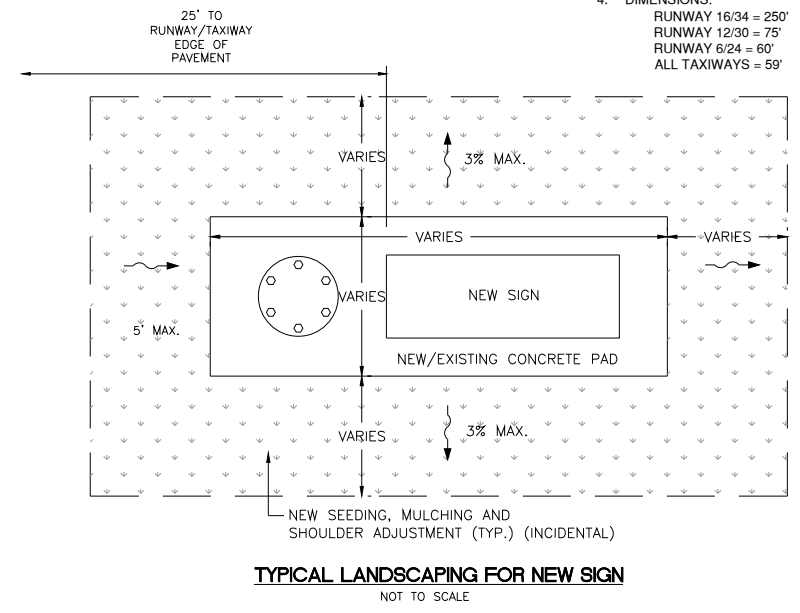 4. DIMENSIONS:
RUNWAY 16/34 = 250'
RUNWAY 12/30 = 75'
RUNWAY 6/24 = 60'
ALL TAXIWAYS = 59'
25' TO
RUNWAY/TAXIWAY
EDGE OF
PAVEMENT
VARIES
3% MAX.
VARIES
VARIES
VARIES
NEW SIGN
5' MAX.
NEW/EXISTING CONCRETE PAD
VARIES
3% MAX.
NEW SEEDING, MULCHING AND
SHOULDER ADJUSTMENT (TYP.) (INCIDENTAL)
TYPICAL LANDSCAPING FOR NEW SIGN
NOT TO SCALE